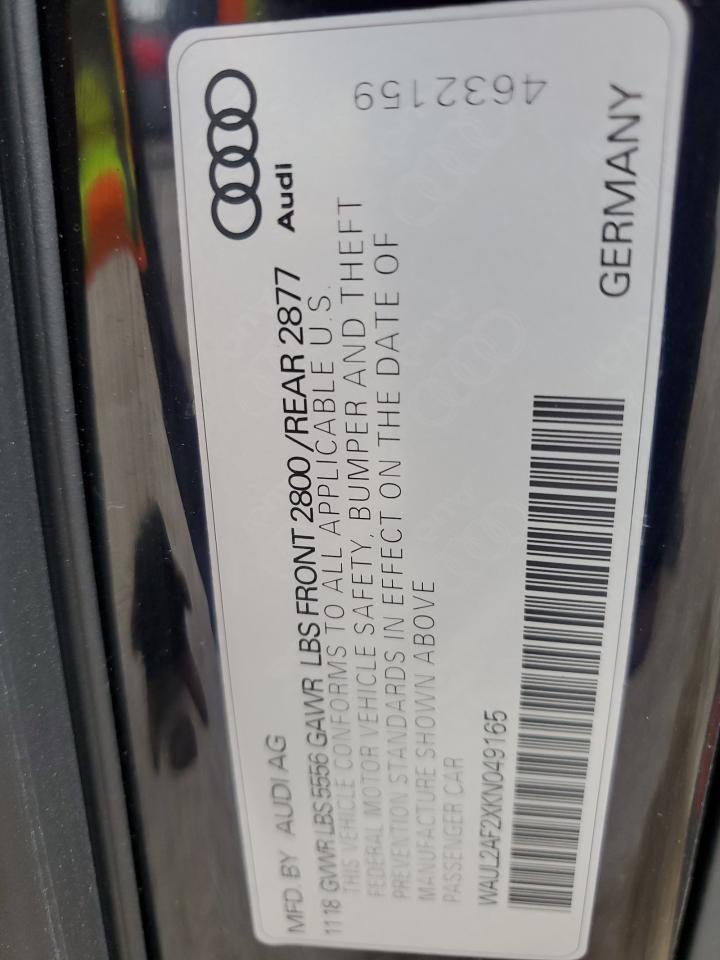 MFD. BY AUDI AG
Audi
1118 GVWR LBS 5556 GAWR LBS FRONT 2800 /REAR 2877
THIS VEHICLE CONFORMS TO ALL APPLICABLE U.S.
FEDERAL MOTOR VEHICLE SAFETY, BUMPER AND THEFT
PREVENTION STANDARDS IN EFFECT ON THE DATE OF
MANUFACTURE SHOWN ABOVE
PASSENGER CAR
4632159
WAUL2AF2XKN049165
GERMANY